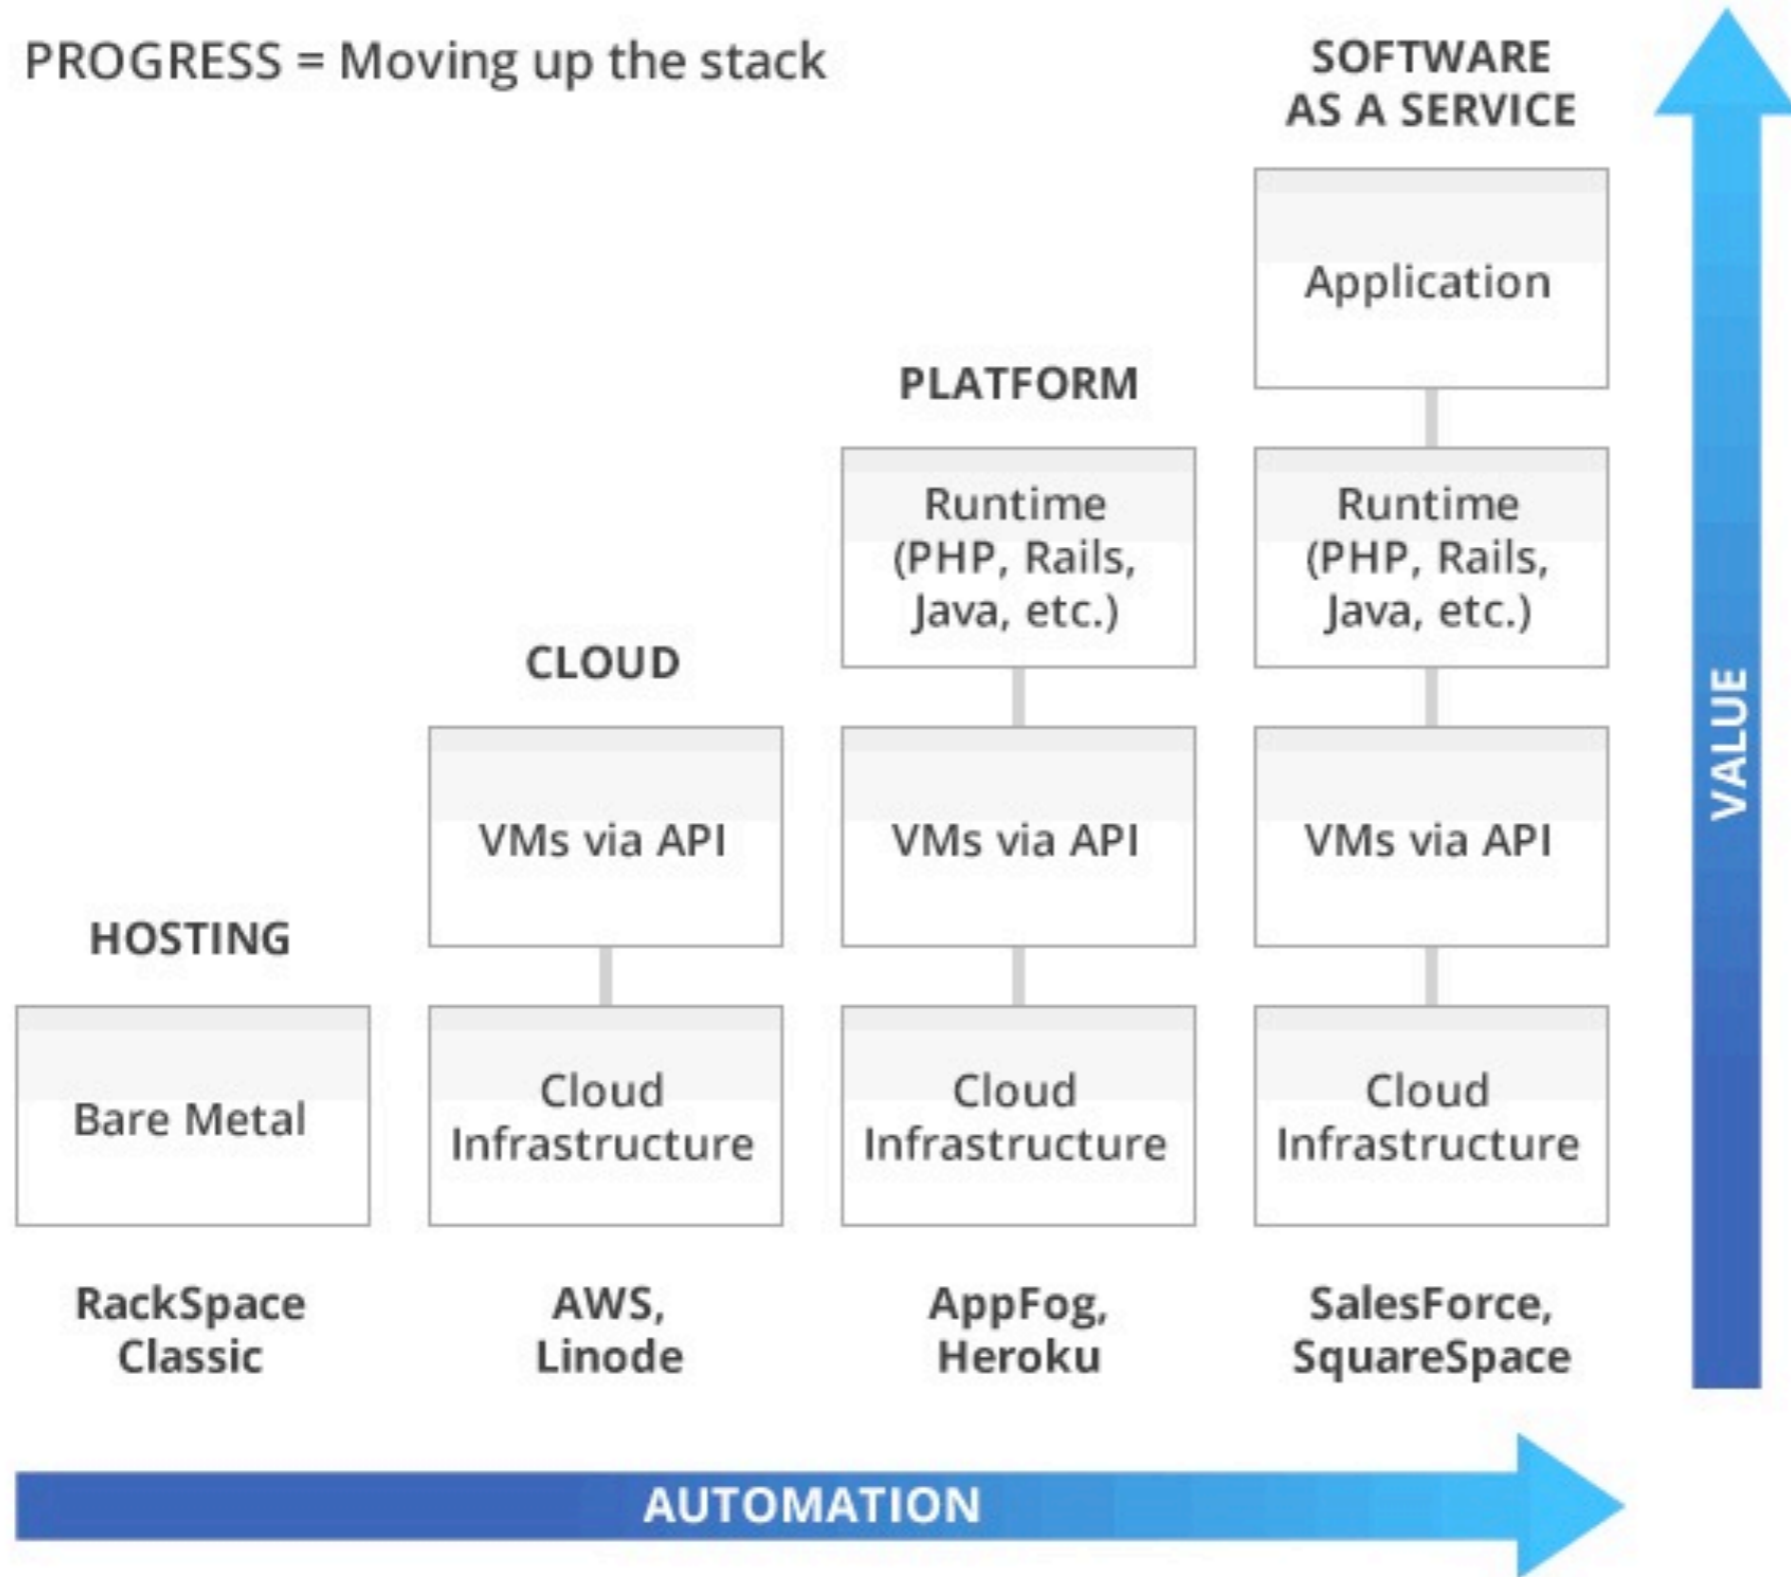 PROGRESS = Moving up the stack
SOFTWARE
AS A SERVICE
Application
PLATFORM
Runtime
(PHP, Rails,
Java, etc.)
Runtime
(PHP, Rails,
Java, etc.)
CLOUD
VMs via API
VMs via API
VMs via API
HOSTING
Bare Metal
Cloud
Infrastructure
Cloud
Infrastructure
Cloud
Infrastructure
RackSpace
Classic
AWS,
Linode
AppFog,
Heroku
SalesForce,
SquareSpace
VALUE
AUTOMATION